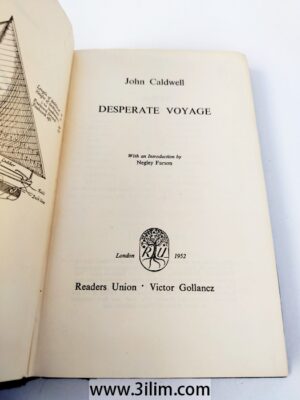 John Caldwell
DESPERATE VOYAGE
With an Introduction by
Negley Farson
R U
London 1952
Readers Union · Victor Gollancz
www.3ilim.com